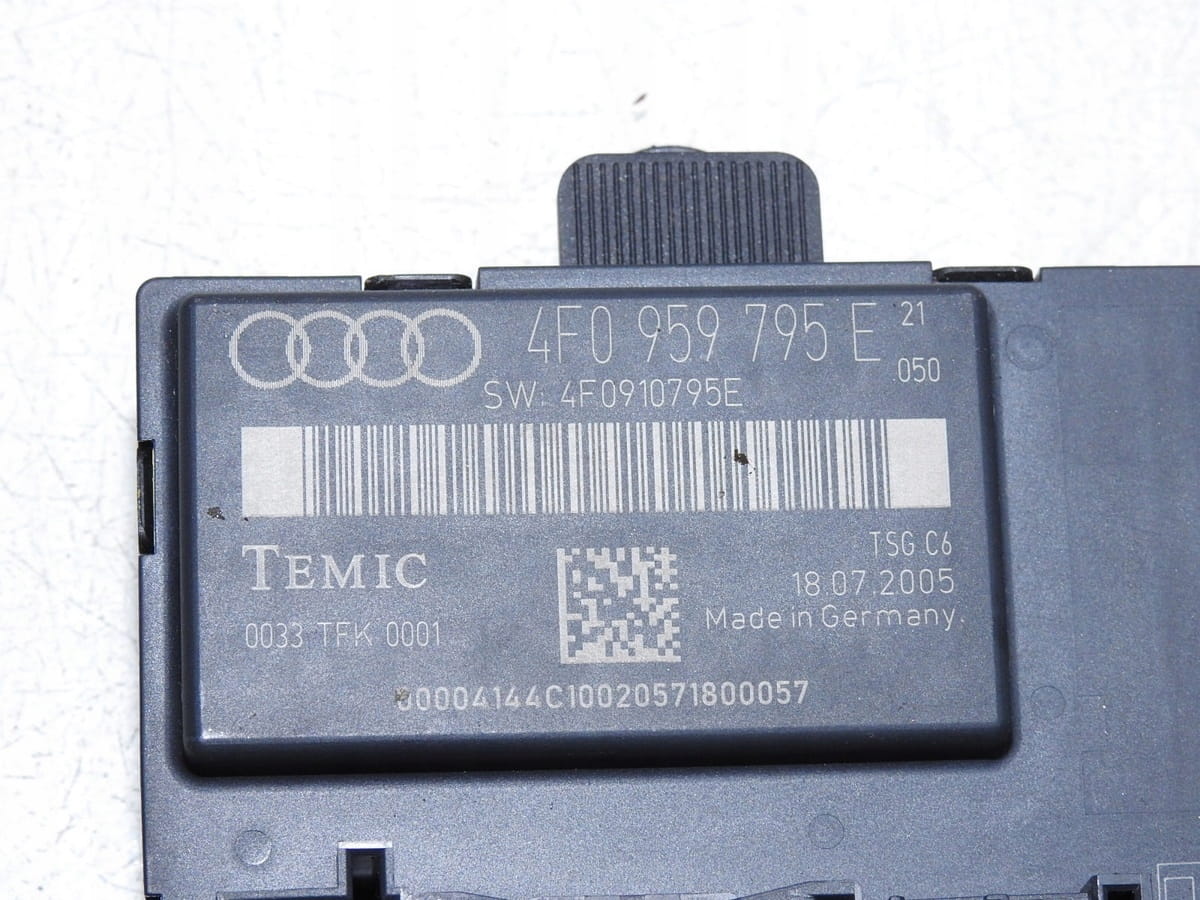 4F0 959 795 E 21
050
SW: 4F0910795E
TEMIC
TSG C6
18.07.2005
Made in Germany.
0033 TFK 0001
00004144C10020571800057